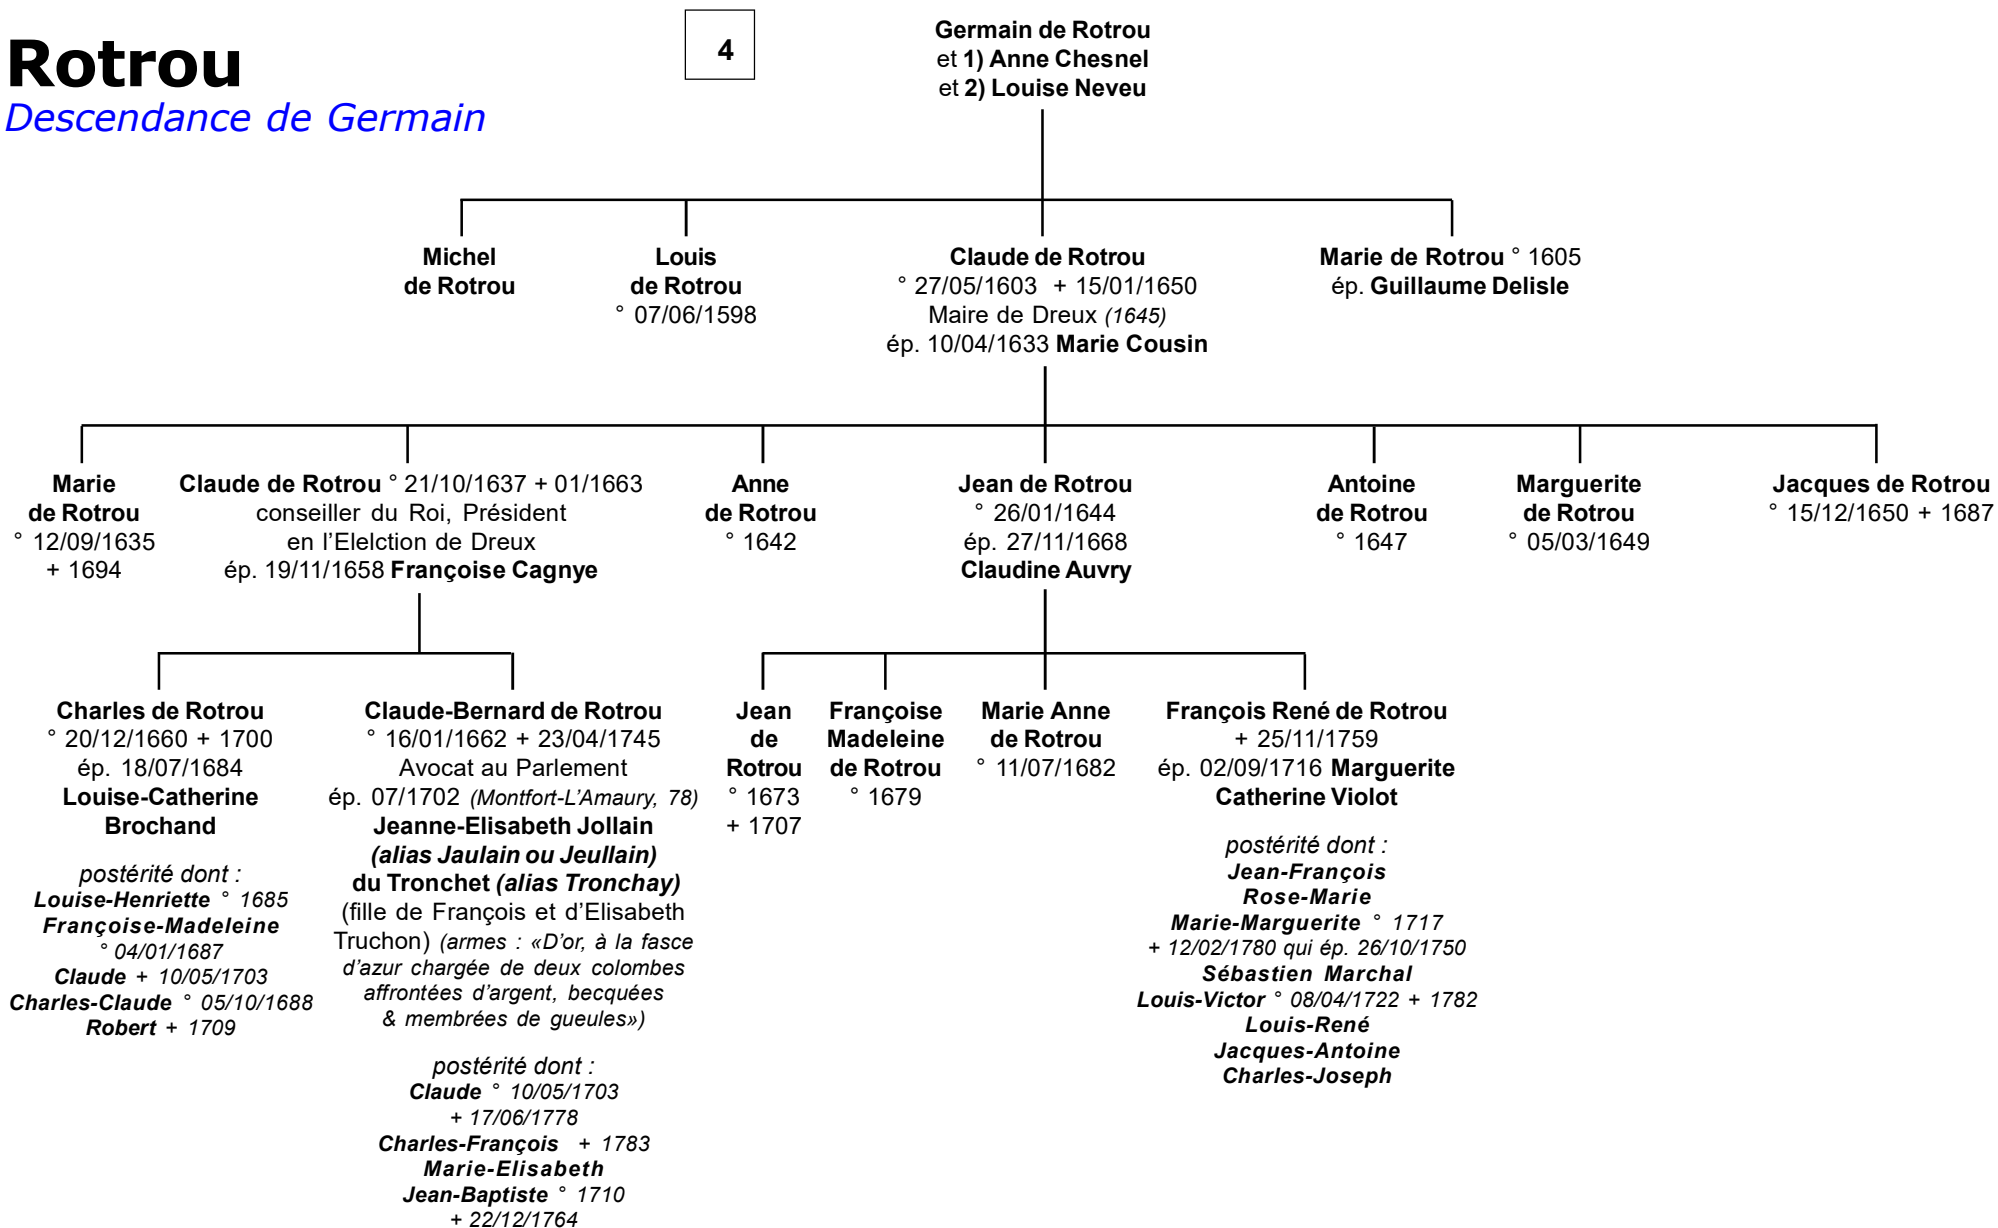 Rotrou
Descendance de Germain
4
Germain de Rotrou
et 1) Anne Chesnel
et 2) Louise Neveu
Michel
de Rotrou
Louis
de Rotrou
° 07/06/1598
Claude de Rotrou
° 27/05/1603 + 15/01/1650
Maire de Dreux (1645)
ép. 10/04/1633 Marie Cousin
Marie de Rotrou ° 1605
ép. Guillaume Delisle
Marie
de Rotrou
° 12/09/1635
+ 1694
Claude de Rotrou ° 21/10/1637 + 01/1663
conseiller du Roi, Président
en l'Elelction de Dreux
ép. 19/11/1658 Françoise Cagnye
Anne
de Rotrou
° 1642
Jean de Rotrou
° 26/01/1644
ép. 27/11/1668
Claudine Auvry
Antoine
de Rotrou
° 1647
Marguerite
de Rotrou
° 05/03/1649
Jacques de Rotrou
° 15/12/1650 + 1687
Charles de Rotrou
° 20/12/1660 + 1700
ép. 18/07/1684
Louise-Catherine
Brochand
postérité dont :
Louise-Henriette ° 1685
Françoise-Madeleine
° 04/01/1687
Claude + 10/05/1703
Charles-Claude ° 05/10/1688
Robert + 1709
Claude-Bernard de Rotrou
° 16/01/1662 + 23/04/1745
Avocat au Parlement
ép. 07/1702 (Montfort-L'Amaury, 78)
Jeanne-Elisabeth Jollain
(alias Jaulain ou Jeullain)
du Tronchet (alias Tronchay)
(fille de François et d'Elisabeth
Truchon) (armes : «D'or, à la fasce
d'azur chargée de deux colombes
affrontées d'argent, becquées
& membrées de gueules»)
postérité dont :
Claude ° 10/05/1703
+ 17/06/1778
Charles-François + 1783
Marie-Elisabeth
Jean-Baptiste ° 1710
+ 22/12/1764
Jean
de
Rotrou
° 1673
+ 1707
Françoise
Madeleine
de Rotrou
° 1679
Marie Anne
de Rotrou
° 11/07/1682
François René de Rotrou
+ 25/11/1759
ép. 02/09/1716 Marguerite
Catherine Violot
postérité dont :
Jean-François
Rose-Marie
Marie-Marguerite ° 1717
+ 12/02/1780 qui ép. 26/10/1750
Sébastien Marchal
Louis-Victor ° 08/04/1722 + 1782
Louis-René
Jacques-Antoine
Charles-Joseph